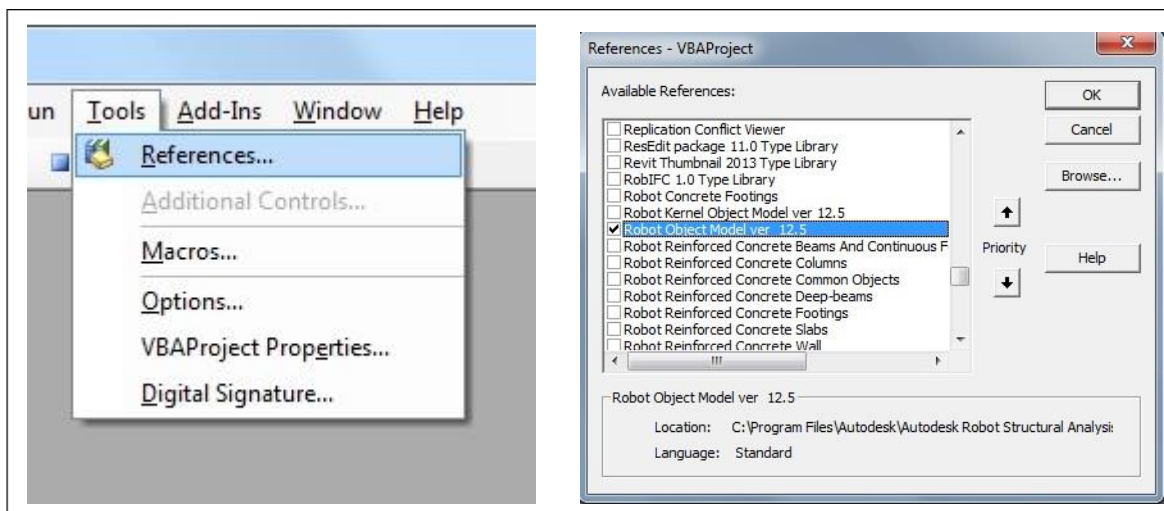 un Tools Add-Ins Window Help
References...
Additional Controls...
Macros...
Options...
VBAProject Properties...
Digital Signature...
References - VBAProject
Available References:
OK
Cancel
Browse...
Priority
Help
Replication Conflict Viewer
ResEdit package 11.0 Type Library
Revit Thumbnail 2013 Type Library
RobIFC 1.0 Type Library
Robot Concrete Footings
Robot Kernel Object Model ver 12.5
Robot Object Model ver 12.5
Robot Reinforced Concrete Beams And Continuous F
Robot Reinforced Concrete Columns
Robot Reinforced Concrete Common Objects
Robot Reinforced Concrete Deep-beams
Robot Reinforced Concrete Footings
Robot Reinforced Concrete Slabs
Robot Reinforced Concrete Wall
Robot Object Model ver 12.5
Location: C:\Program Files\Autodesk\Autodesk Robot Structural Analysis
Language: Standard